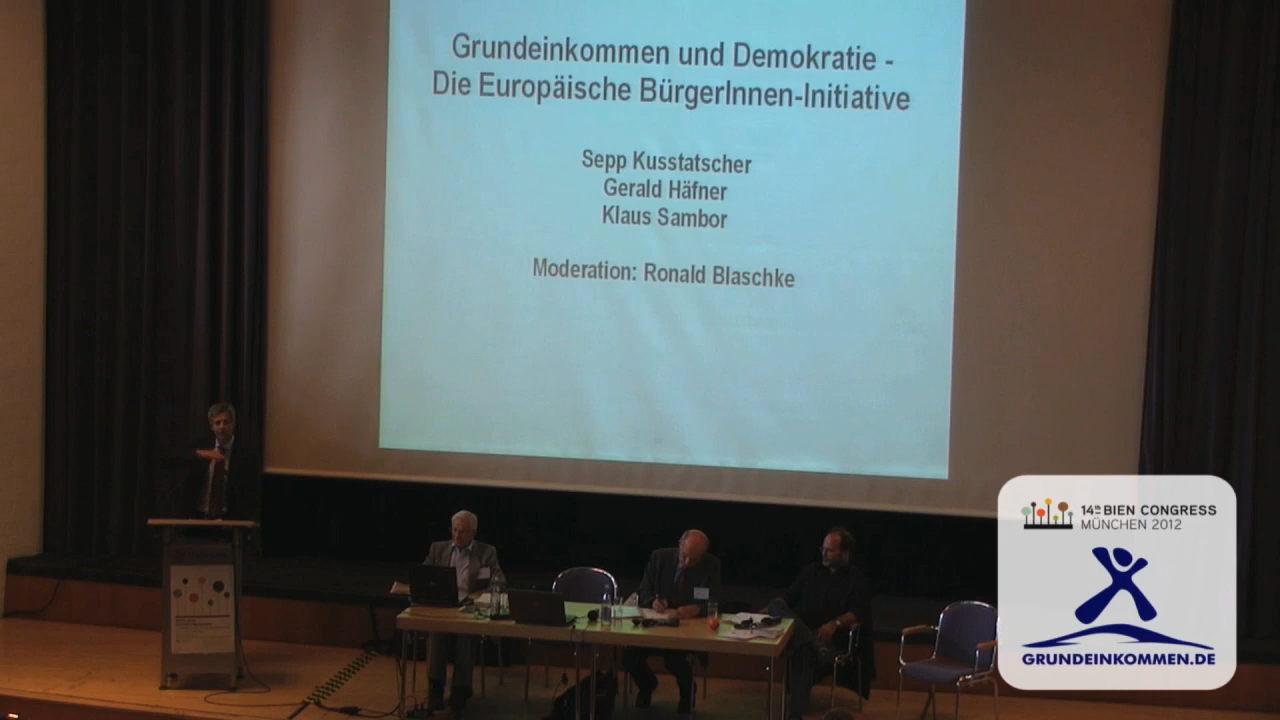 Grundeinkommen und Demokratie -
Die Europäische BürgerInnen-Initiative
Sepp Kusstatscher
Gerald Häfner
Klaus Sambor
Moderation: Ronald Blaschke
14th BIEN CONGRESS
MÜNCHEN 2012
GRUNDEINKOMMEN.DE